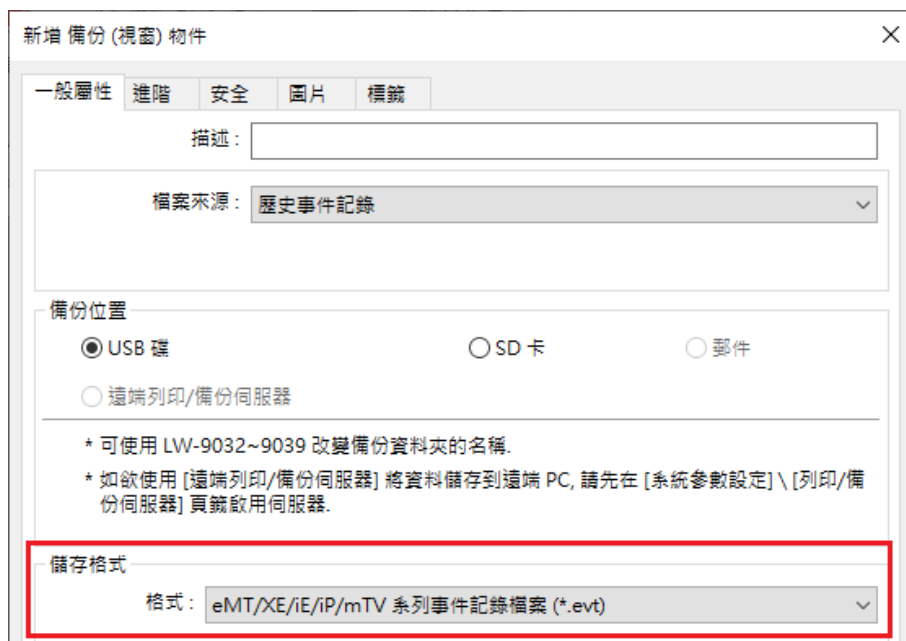 新增 備份 (視窗) 物件
一般屬性 進階 安全 圖片 標籤
描述 :
檔案來源 : 歷史事件記錄
備份位置
USB 碟 SD 卡 郵件
遠端列印/備份伺服器
* 可使用 LW-9032~9039 改變備份資料夾的名稱.
* 如欲使用 [遠端列印/備份伺服器] 將資料儲存到遠端 PC, 請先在 [系統參數設定] \ [列印/備
份伺服器] 頁籤啟用伺服器.
儲存格式
格式 : eMT/XE/iE/iP/mTV 系列事件記錄檔案 (*.evt)